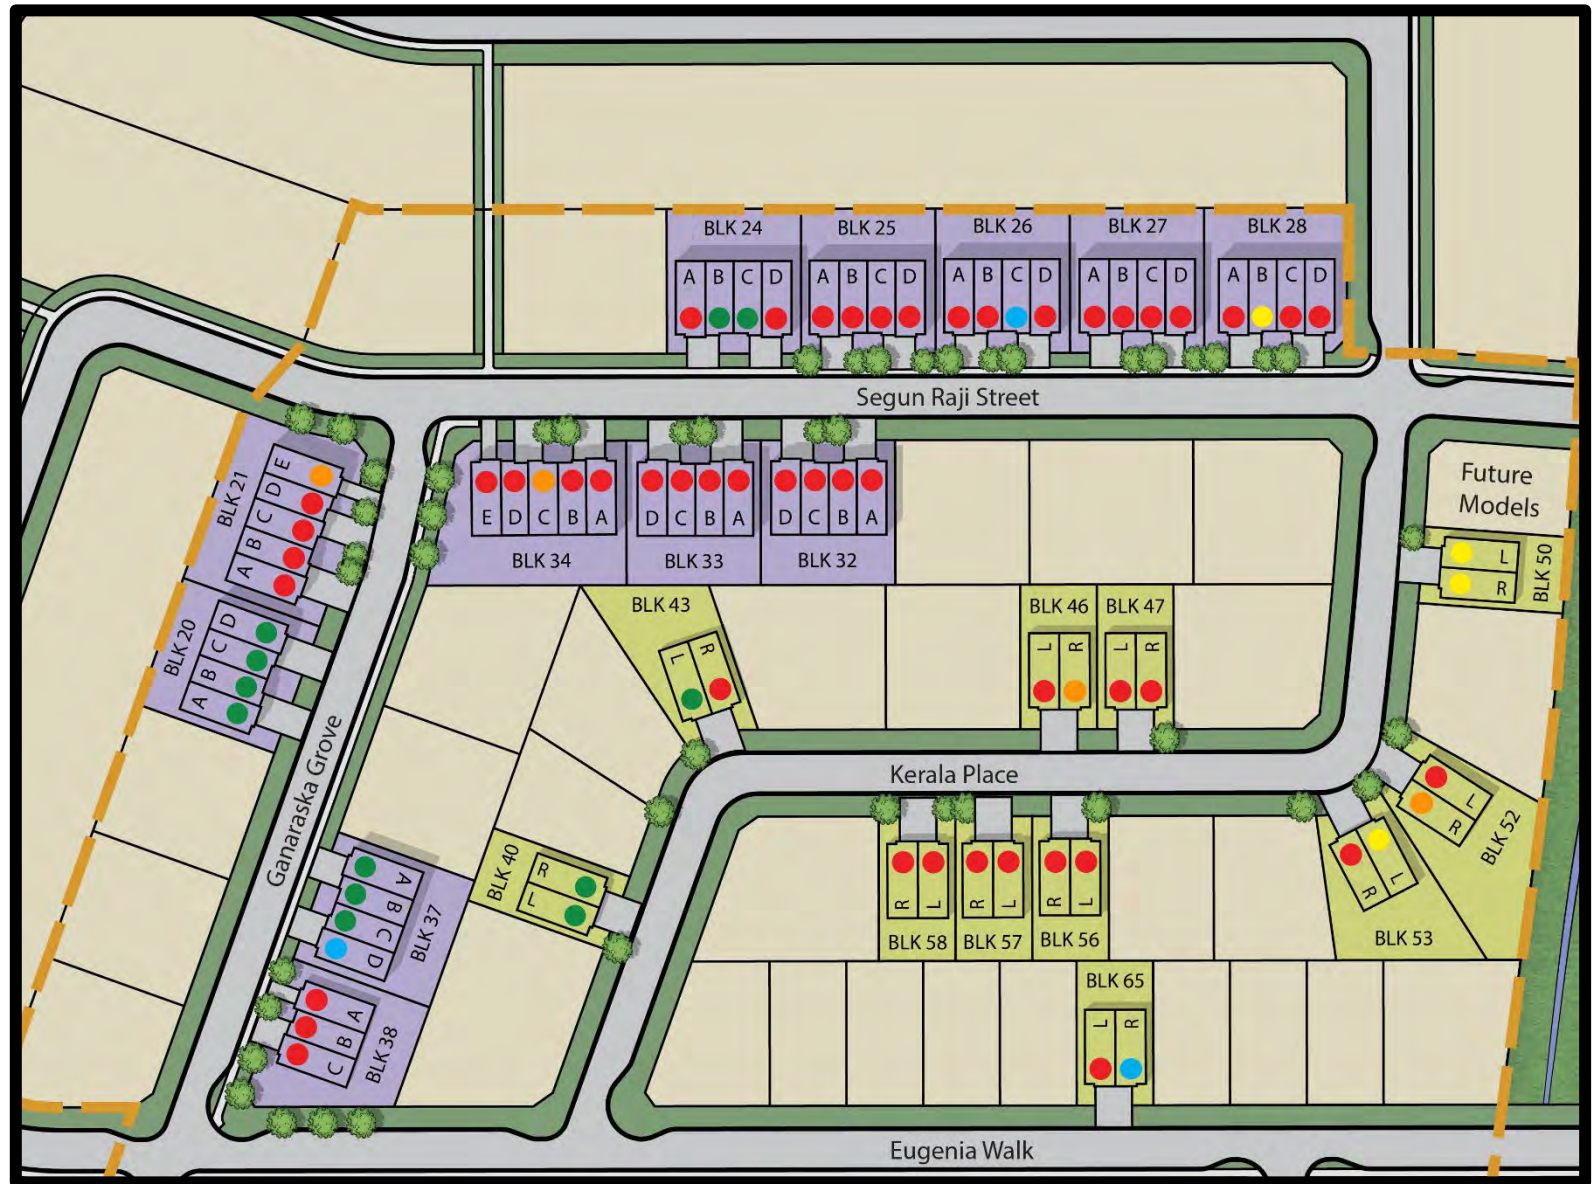 BLK 24
BLK 25
BLK 26
BLK 27
BLK 28
A B C D
A B C D
A B C D
A B C D
A B C D
Segun Raji Street
BLK 21
E
D
C
B
A
BLK 20
D
C
B
A
E D C B A
BLK 34
D C B A
BLK 33
D C B A
BLK 32
Future
Models
L
R
BLK 50
BLK 43
L R
BLK 46
L R
BLK 47
L R
Ganaraska Grove
Kerala Place
L
R
BLK 52
R L
BLK 53
BLK 40
R
L
A
B
C
D
BLK 37
A
B
C
BLK 38
R L
BLK 58
R L
BLK 57
R L
BLK 56
BLK 65
L R
Eugenia Walk